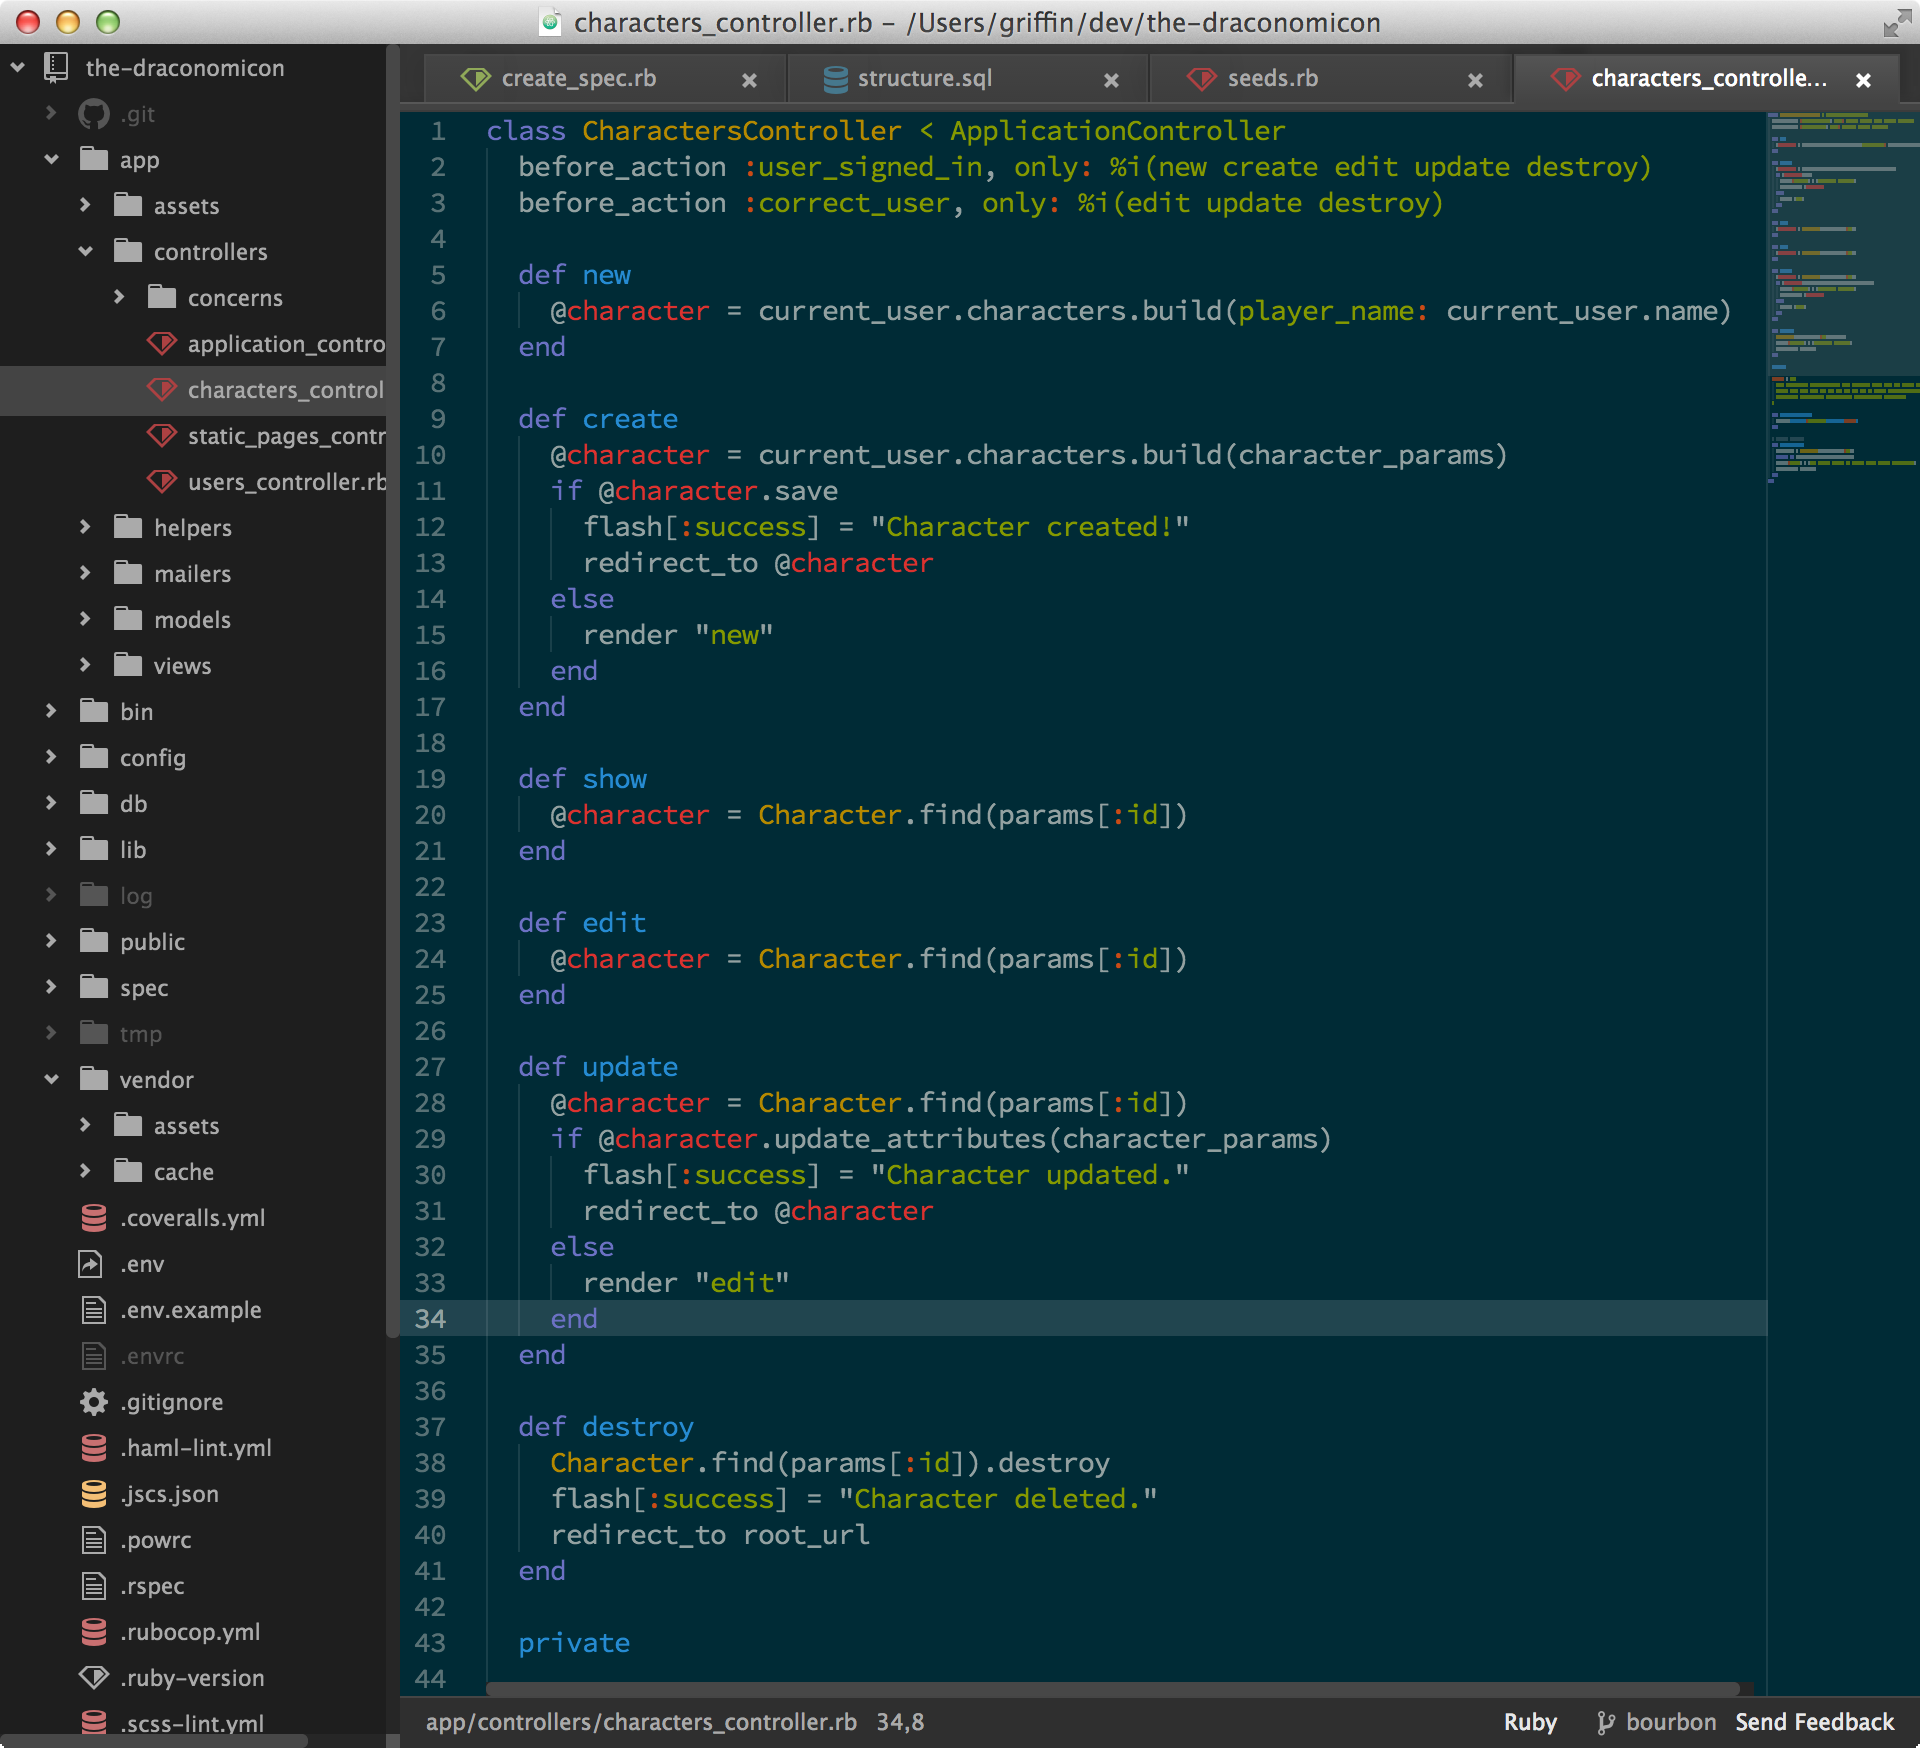 characters_controller.rb – /Users/griffin/dev/the-draconomicon
the-draconomicon
.git
app
assets
controllers
concerns
application_contro
characters_control
static_pages_contr
users_controller.rb
helpers
mailers
models
views
bin
config
db
lib
log
public
spec
tmp
vendor
assets
cache
.coveralls.yml
.env
.env.example
.envrc
.gitignore
.haml-lint.yml
.jscs.json
.powrc
.rspec
.rubocop.yml
.ruby-version
.scss-lint.yml
create_spec.rb
structure.sql
seeds.rb
characters_controlle...
1 class CharactersController < ApplicationController
2 before_action :user_signed_in, only: %i(new create edit update destroy)
3 before_action :correct_user, only: %i(edit update destroy)
4
5 def new
6 @character = current_user.characters.build(player_name: current_user.name)
7 end
8
9 def create
10 @character = current_user.characters.build(character_params)
11 if @character.save
12 flash[:success] = "Character created!"
13 redirect_to @character
14 else
15 render "new"
16 end
17 end
18
19 def show
20 @character = Character.find(params[:id])
21 end
22
23 def edit
24 @character = Character.find(params[:id])
25 end
26
27 def update
28 @character = Character.find(params[:id])
29 if @character.update_attributes(character_params)
30 flash[:success] = "Character updated."
31 redirect_to @character
32 else
33 render "edit"
34 end
35 end
36
37 def destroy
38 Character.find(params[:id]).destroy
39 flash[:success] = "Character deleted."
40 redirect_to root_url
41 end
42
43 private
44
app/controllers/characters_controller.rb 34,8
Ruby bourbon Send Feedback